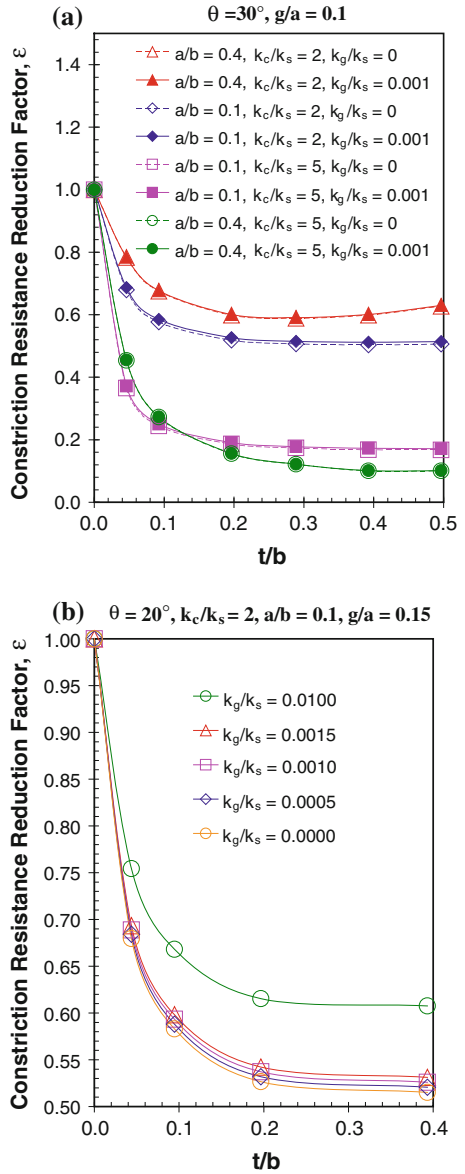 (a) θ =30°, g/a = 0.1
Constriction Resistance Reduction Factor, ε
1.4
1.2
1.0
0.8
0.6
0.4
0.2
0.0
a/b = 0.4, kc/ks = 2, kg/ks = 0
a/b = 0.4, kc/ks = 2, kg/ks = 0.001
a/b = 0.1, kc/ks = 2, kg/ks = 0
a/b = 0.1, kc/ks = 2, kg/ks = 0.001
a/b = 0.1, kc/ks = 5, kg/ks = 0
a/b = 0.1, kc/ks = 5, kg/ks = 0.001
a/b = 0.4, kc/ks = 5, kg/ks = 0
a/b = 0.4, kc/ks = 5, kg/ks = 0.001
0.0 0.1 0.2 0.3 0.4 0.5
t/b
(b) θ = 20°, kc/ks = 2, a/b = 0.1, g/a = 0.15
Constriction Resistance Reduction Factor, ε
1.00
0.95
0.90
0.85
0.80
0.75
0.70
0.65
0.60
0.55
0.50
kg/ks = 0.0100
kg/ks = 0.0015
kg/ks = 0.0010
kg/ks = 0.0005
kg/ks = 0.0000
0.0 0.1 0.2 0.3 0.4
t/b